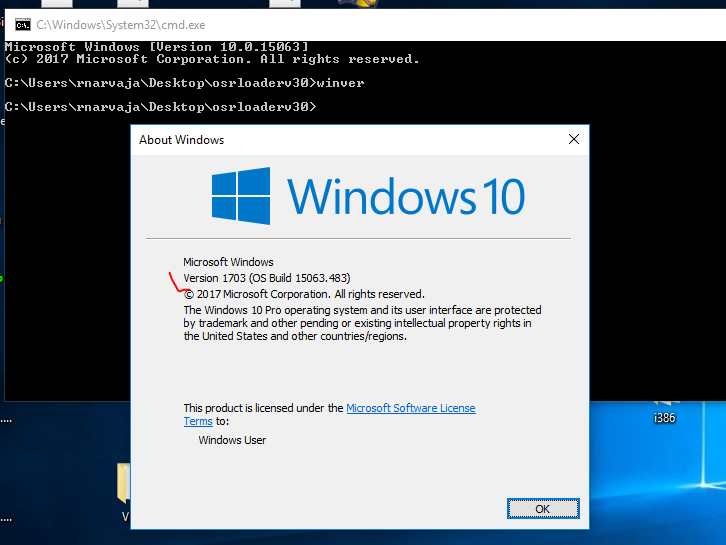 C:\Windows\System32\cmd.exe
Microsoft Windows [Version 10.0.15063]
(c) 2017 Microsoft Corporation. All rights reserved.
C:\Users\rnarvaja\Desktop\osrloaderv30>winver
C:\Users\rnarvaja\Desktop\osrloaderv30>
About Windows
Windows 10
Microsoft Windows
Version 1703 (OS Build 15063.483)
© 2017 Microsoft Corporation. All rights reserved.
The Windows 10 Pro operating system and its user interface are protected
by trademark and other pending or existing intellectual property rights in
the United States and other countries/regions.
This product is licensed under the Microsoft Software License
Terms to:
Windows User
OK
i386
....
V
....